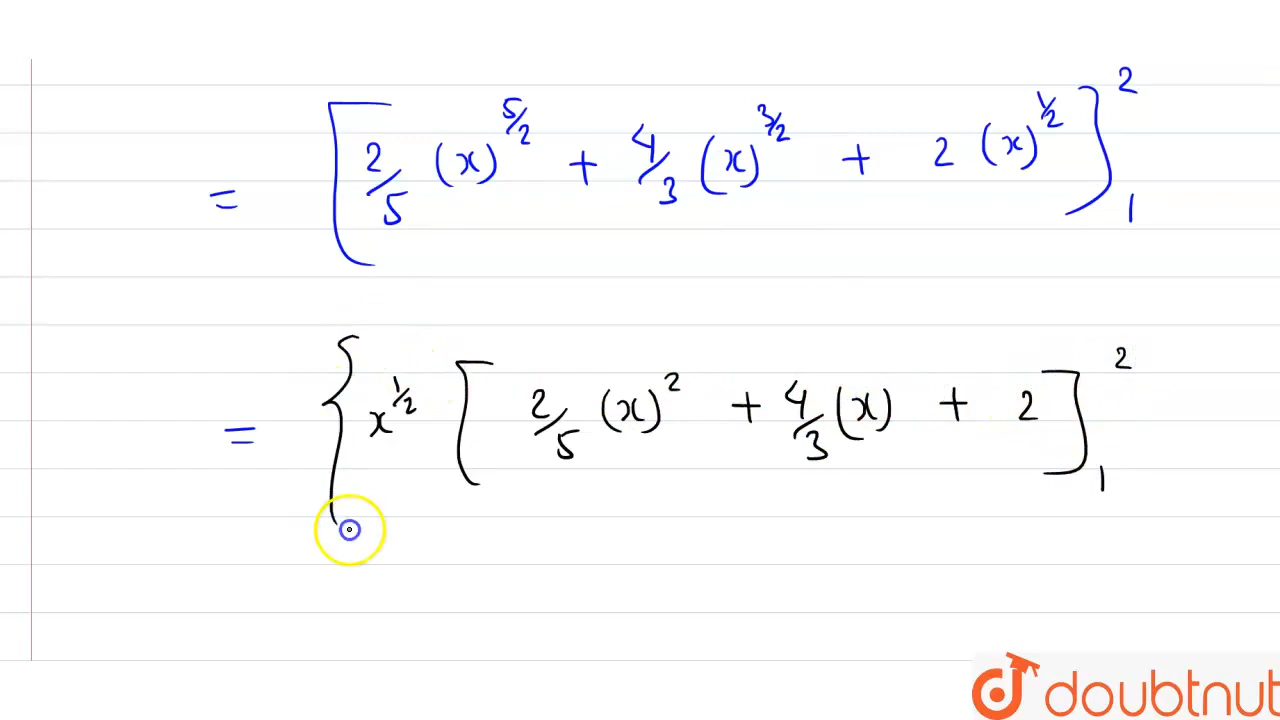 = [2/5 (x)^5/2 + 4/3 (x)^3/2 + 2 (x)^1/2]_1^2
= {x^1/2 [2/5 (x)^2 + 4/3 (x) + 2]_1^2
doubtnut